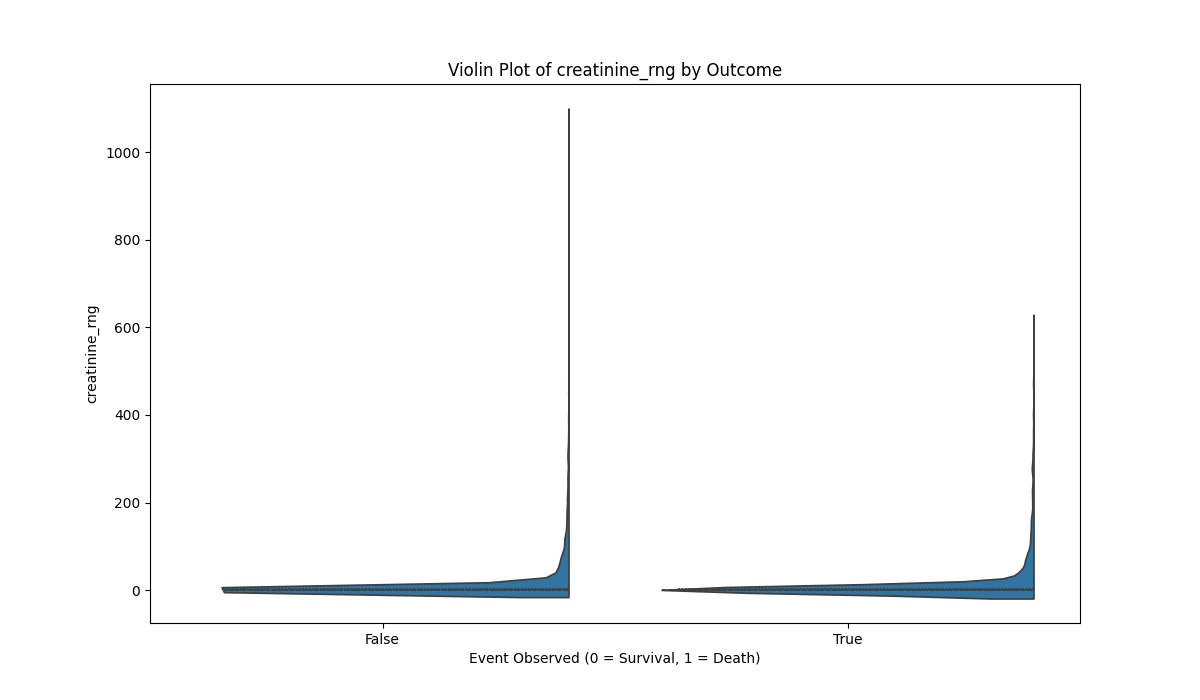 Violin Plot of creatinine_rng by Outcome
1000
800
600
400
200
0
creatinine_rng
False
True
Event Observed (0 = Survival, 1 = Death)